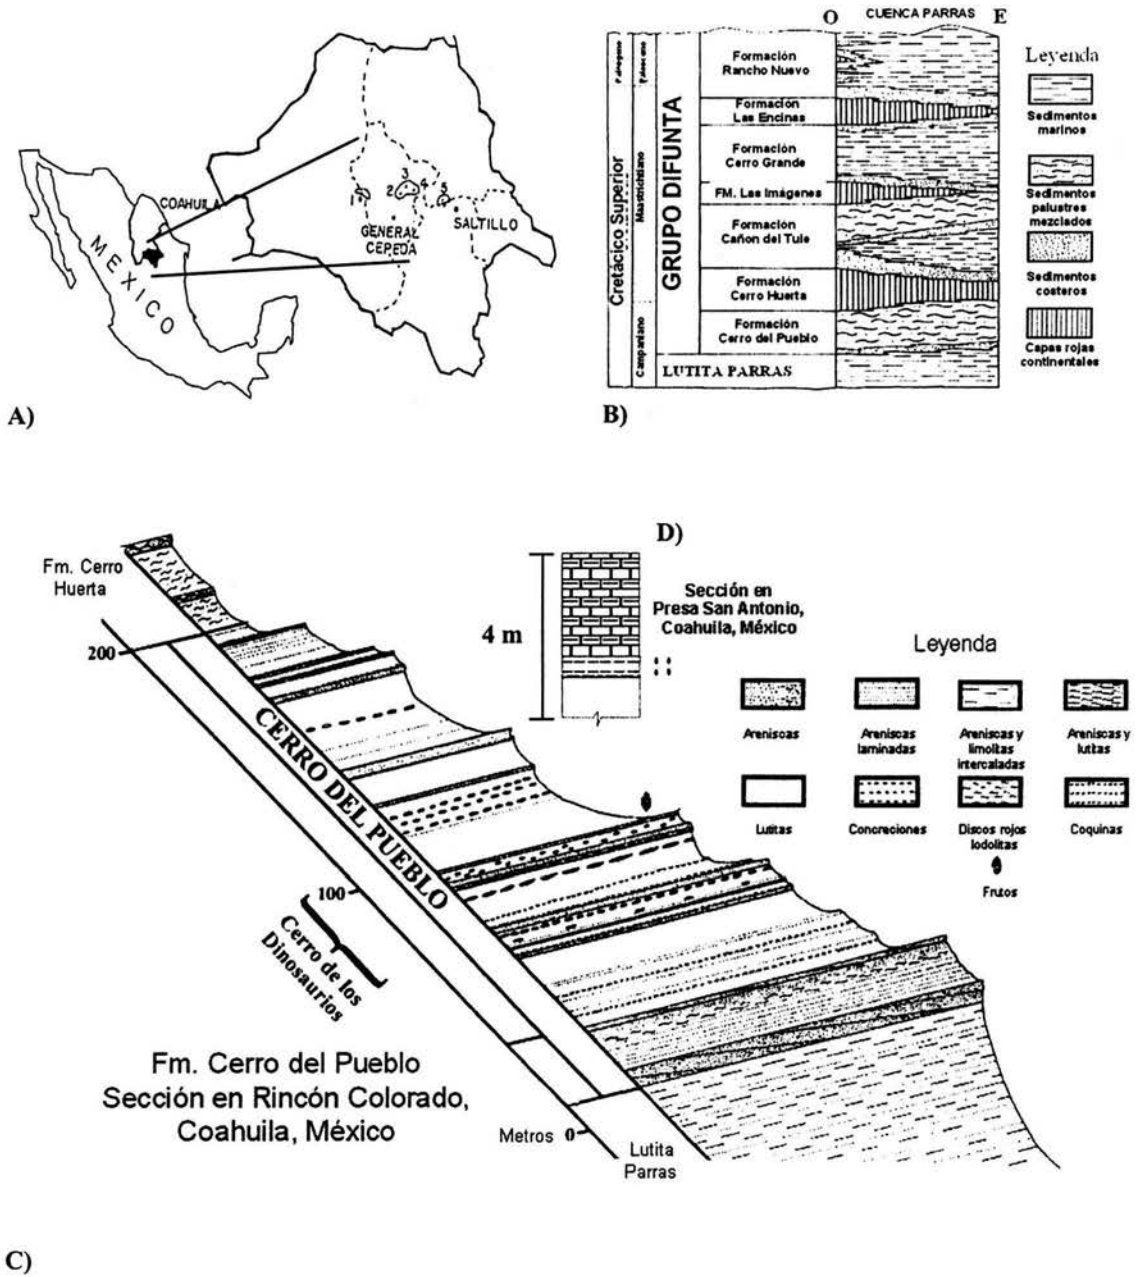 COAHUILA
MEXICO
1
2
3
4
5
GENERAL
CEPEDA
SALTILLO
A)
O CUENCA PARRAS E
Paleógeno
Paleoceno
Cretácico Superior
Maastrichtiano
Campaniano
GRUPO DIFUNTA
Formación
Rancho Nuevo
Formación
Las Encinas
Formación
Cerro Grande
FM. Las Imágenes
Formación
Cañon del Tule
Formación
Cerro Huerta
Formación
Cerro del Pueblo
LUTITA PARRAS
Leyenda
Sedimentos
marinos
Sedimentos
palustres
mezclados
Sedimentos
costeros
Capas rojas
continentales
B)
D)
4 m
Sección en
Presa San Antonio,
Coahuila, México
Fm. Cerro
Huerta
200
CERRO DEL PUEBLO
100
Cerro de los
Dinosaurios
Fm. Cerro del Pueblo
Sección en Rincón Colorado,
Coahuila, México
Metros 0
Lutita
Parras
Leyenda
Areniscas
Areniscas
laminadas
Areniscas y
limolitas
intercaladas
Areniscas y
lutitas
Lutitas
Concreciones
Discos rojos
lodolitas
Coquinas
Frutos
C)